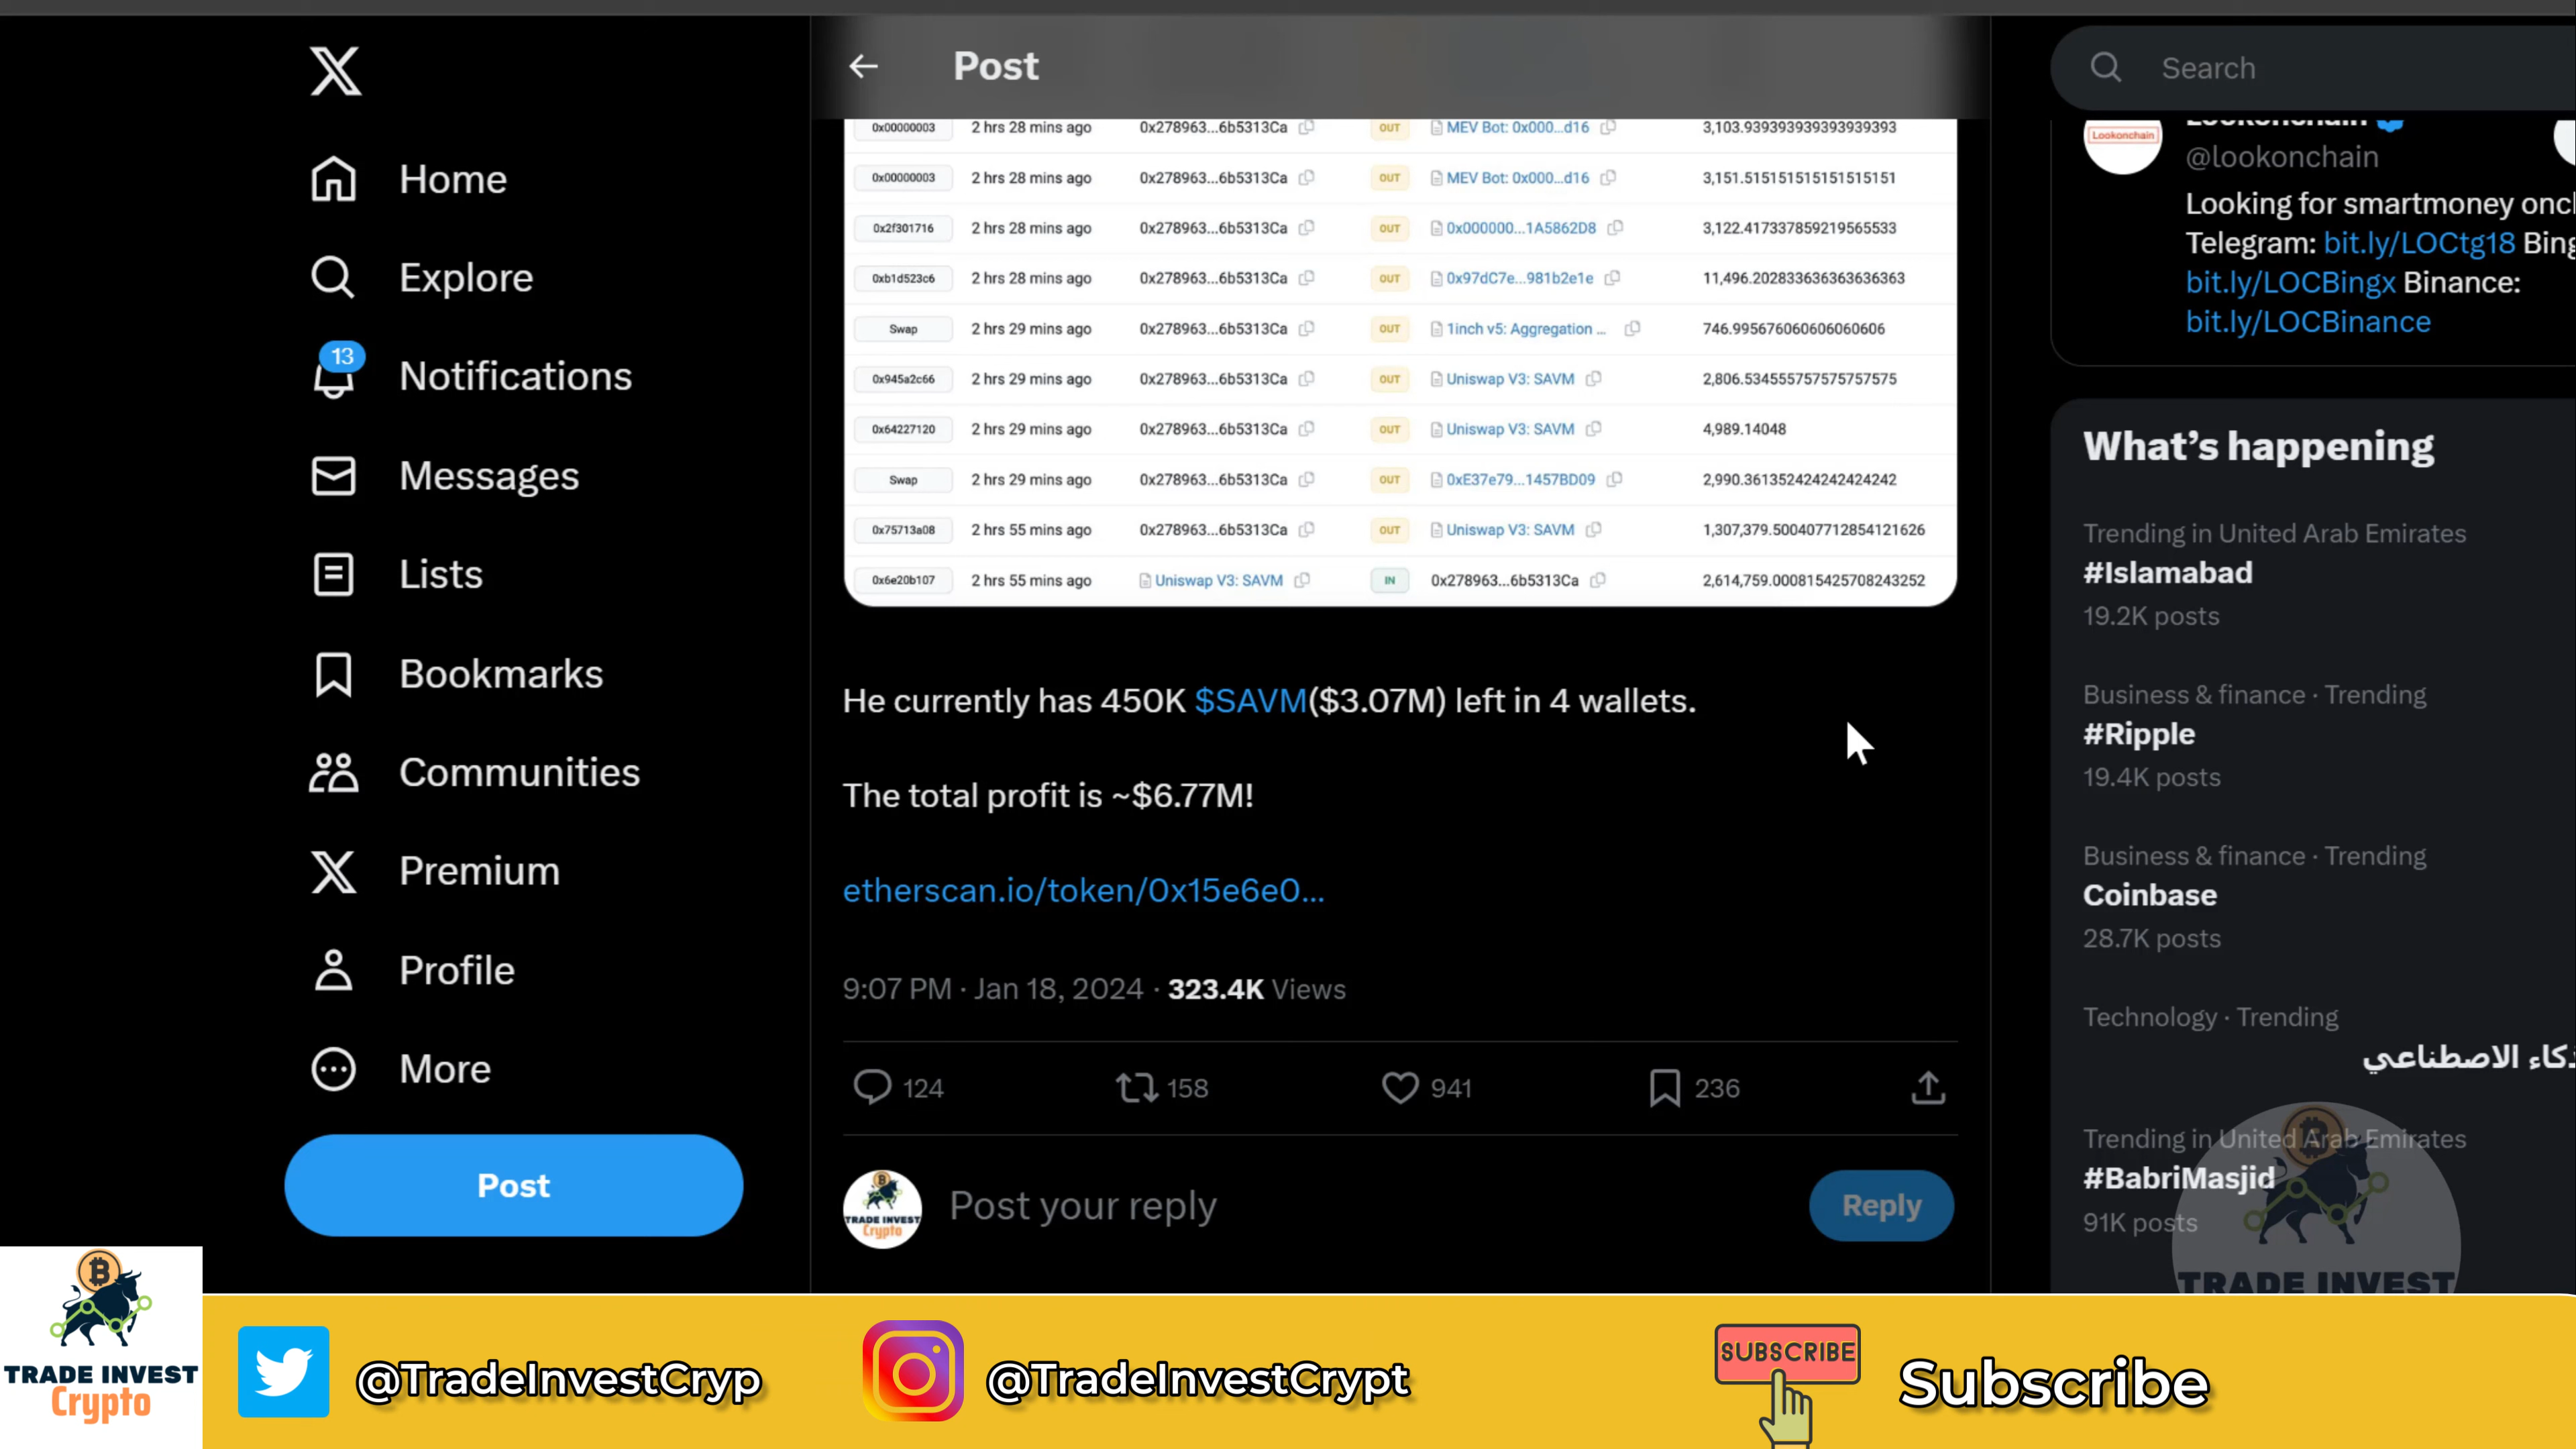 Home
Explore
13
Notifications
Messages
Lists
Bookmarks
Communities
Premium
Profile
More
Post
Post
0x00000003 2 hrs 28 mins ago 0x278963...6b5313Ca OUT MEV Bot: 0x000...d16 3,103.939393939393939393
0x00000003 2 hrs 28 mins ago 0x278963...6b5313Ca OUT MEV Bot: 0x000...d16 3,151.515151515151515151
0x2f301716 2 hrs 28 mins ago 0x278963...6b5313Ca OUT 0x000000...1A5862D8 3,122.417337859219565533
0xb1d523c6 2 hrs 28 mins ago 0x278963...6b5313Ca OUT 0x97dC7e...981b2e1e 11,496.202833636363636363
Swap 2 hrs 29 mins ago 0x278963...6b5313Ca OUT 1inch v5: Aggregation ... 746.995676060606060606
0x945a2c66 2 hrs 29 mins ago 0x278963...6b5313Ca OUT Uniswap V3: SAVM 2,806.534555757575757575
0x64227120 2 hrs 29 mins ago 0x278963...6b5313Ca OUT Uniswap V3: SAVM 4,989.14048
Swap 2 hrs 29 mins ago 0x278963...6b5313Ca OUT 0xE37e79...1457BD09 2,990.361352424242424242
0x75713a08 2 hrs 55 mins ago 0x278963...6b5313Ca OUT Uniswap V3: SAVM 1,307,379.500407712854121626
0x6e20b107 2 hrs 55 mins ago Uniswap V3: SAVM IN 0x278963...6b5313Ca 2,614,759.000815425708243252
He currently has 450K $SAVM($3.07M) left in 4 wallets.
The total profit is ~$6.77M!
etherscan.io/token/0x15e6e0...
9:07 PM · Jan 18, 2024 · 323.4K Views
124 158 941 236
TRADE INVEST
Crypto
Post your reply
Reply
Search
Lookonchain
Lookonchain
@lookonchain
Looking for smartmoney oncl
Telegram: bit.ly/LOCtg18 Bing
bit.ly/LOCBingx Binance:
bit.ly/LOCBinance
What's happening
Trending in United Arab Emirates
#Islamabad
19.2K posts
Business & finance · Trending
#Ripple
19.4K posts
Business & finance · Trending
Coinbase
28.7K posts
Technology · Trending
الاصطناعي
Trending in United Arab Emirates
#BabriMasjid
91K posts
TRADE INVEST
TRADE INVEST
Crypto
@TradeInvestCryp
@TradeInvestCrypt
SUBSCRIBE
Subscribe